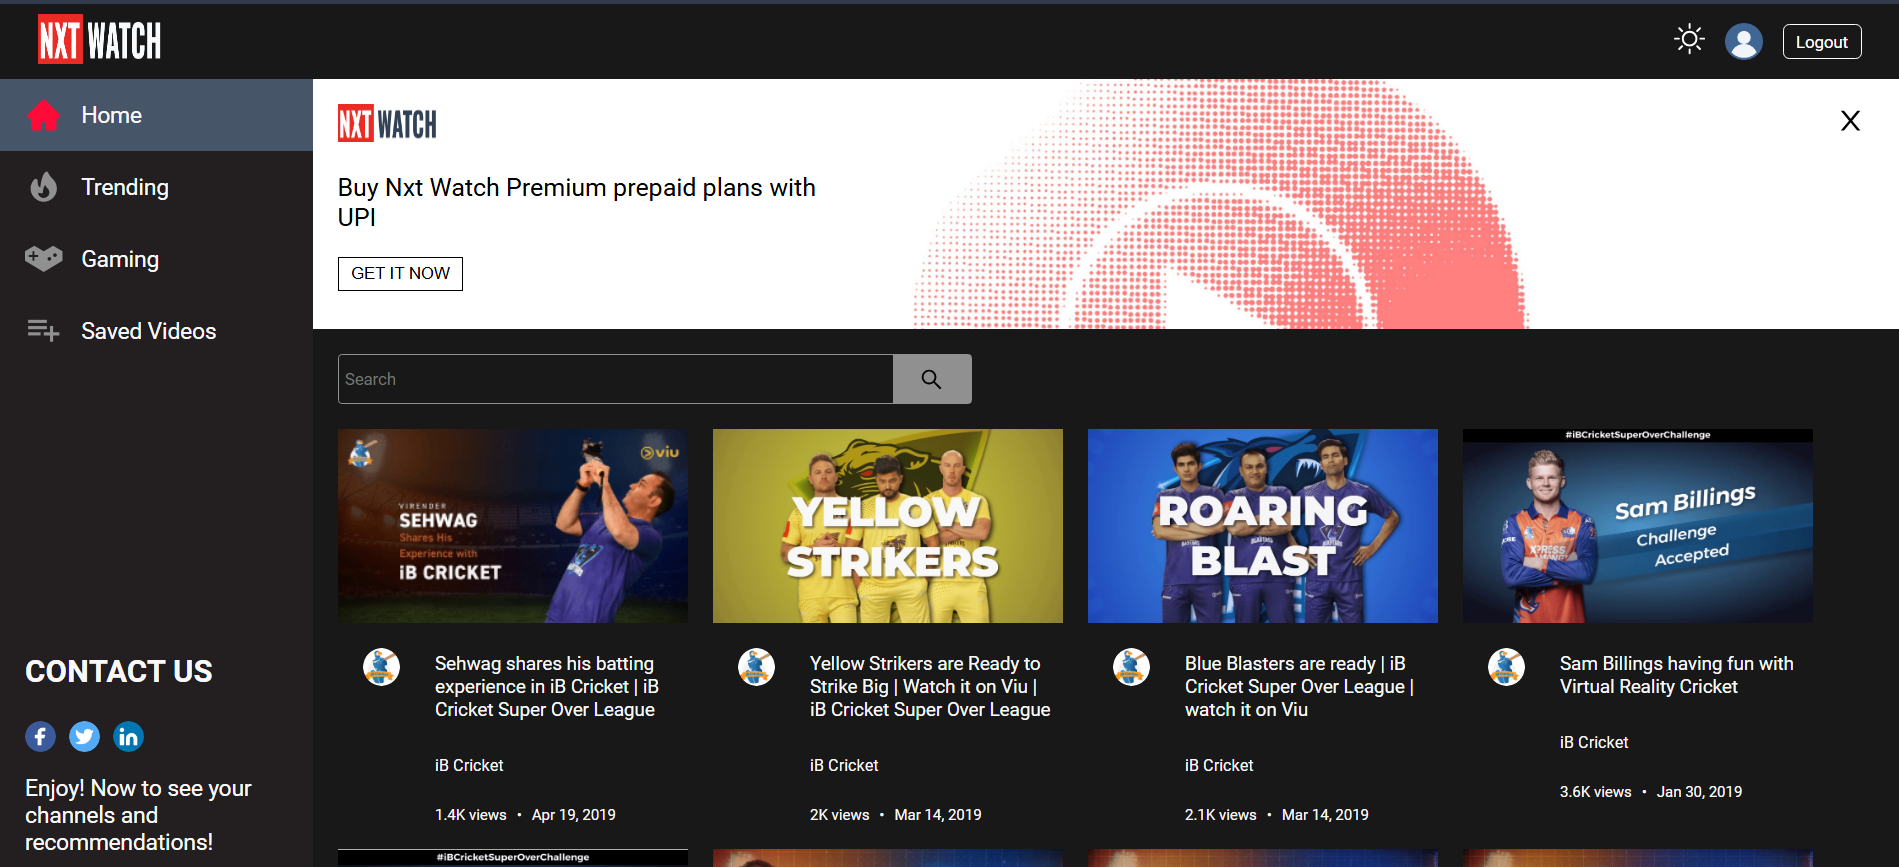 NXT WATCH
Logout
Home
Trending
Gaming
Saved Videos
CONTACT US
Enjoy! Now to see your
channels and
recommendations!
NXT WATCH
X
Buy Nxt Watch Premium prepaid plans with
UPI
GET IT NOW
Search
viu
VIRENDER
SEHWAG
Shares His
Experience with
iB CRICKET
Sehwag shares his batting
experience in iB Cricket | iB
Cricket Super Over League
iB Cricket
1.4K views • Apr 19, 2019
YELLOW
STRIKERS
Yellow Strikers are Ready to
Strike Big | Watch it on Viu |
iB Cricket Super Over League
iB Cricket
2K views • Mar 14, 2019
ROARING
BLAST
Blue Blasters are ready | iB
Cricket Super Over League |
watch it on Viu
iB Cricket
2.1K views • Mar 14, 2019
#iBCricketSuperOverChallenge
Sam Billings
Challenge
Accepted
Sam Billings having fun with
Virtual Reality Cricket
iB Cricket
3.6K views • Jan 30, 2019
#iBCricketSuperOverChallenge